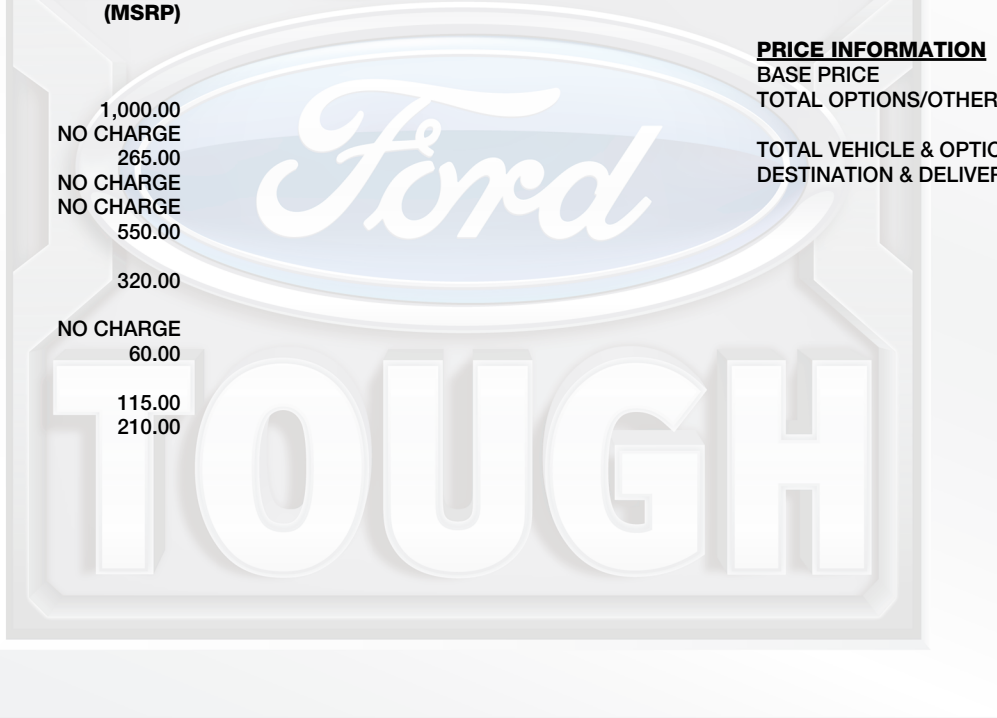 (MSRP)
1,000.00
NO CHARGE
265.00
NO CHARGE
NO CHARGE
550.00
320.00
NO CHARGE
60.00
115.00
210.00
PRICE INFORMATION
BASE PRICE
TOTAL OPTIONS/OTHER
TOTAL VEHICLE & OPTIO
DESTINATION & DELIVER
Ford
TOUGH